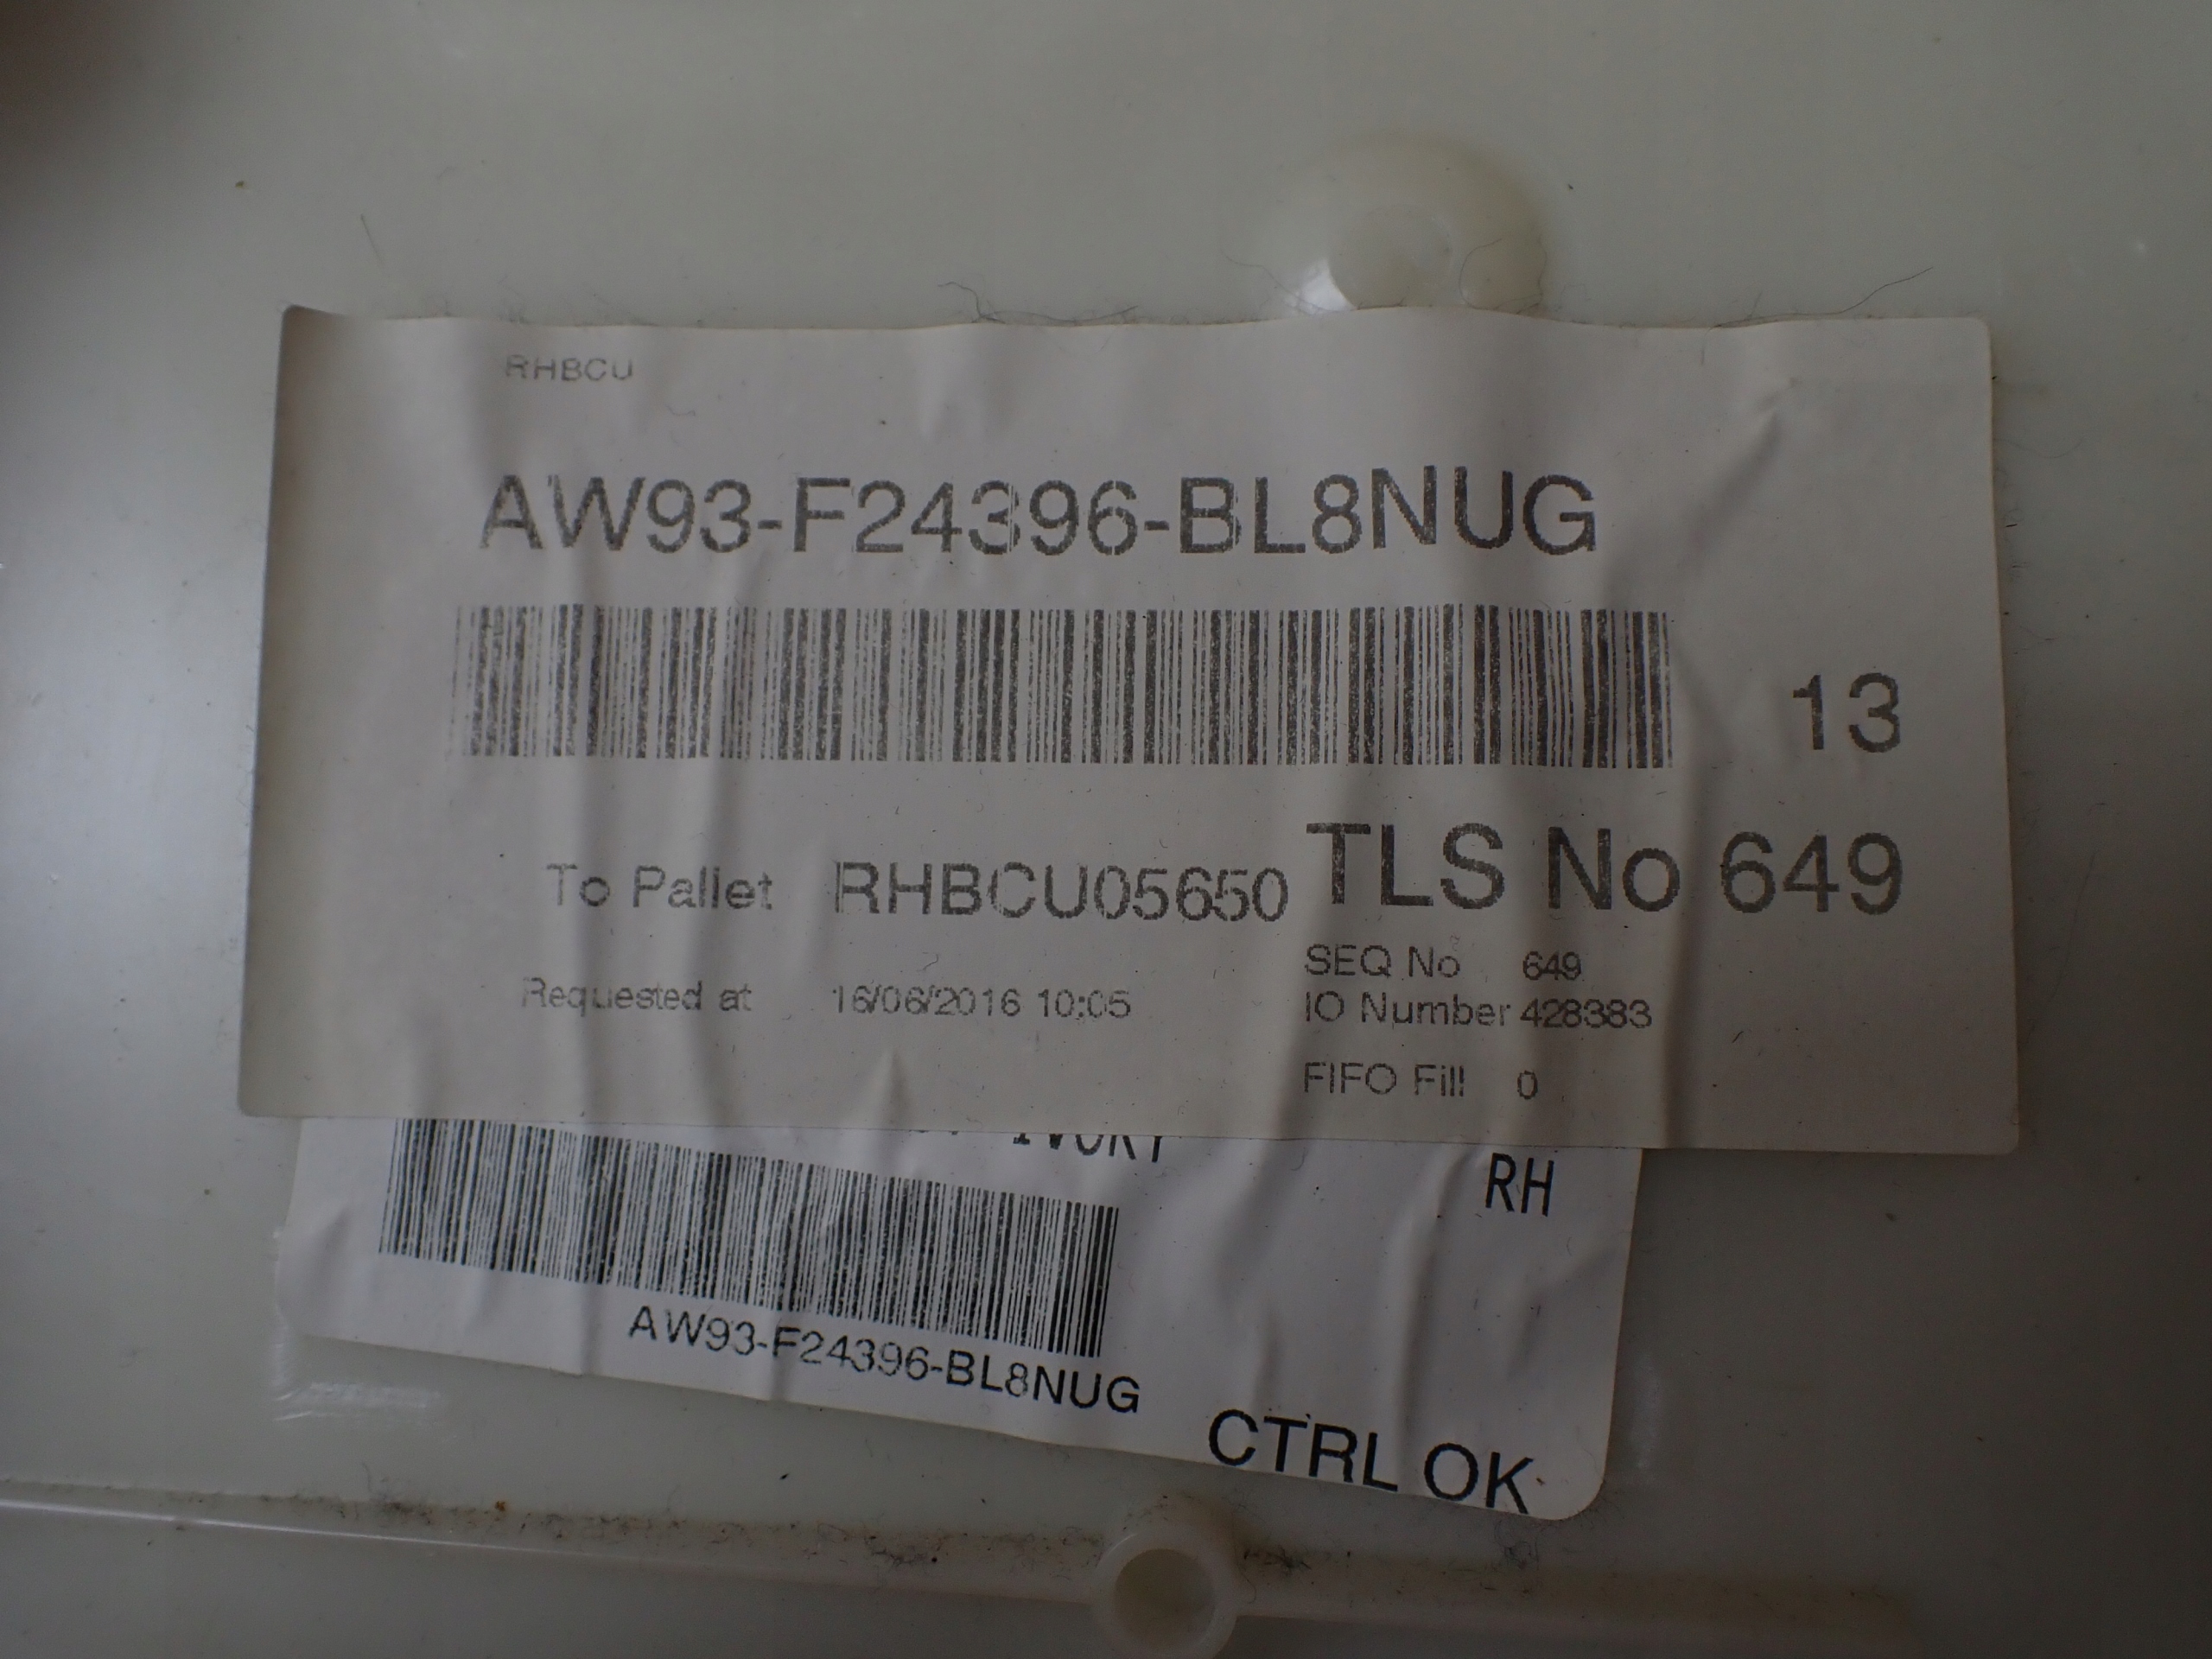 RHBCU
AW93-F24396-BL8NUG
13
To Pallet RHBCU05650 TLS No 649
SEQ No 649
Requested at 16/06/2016 10:05
IO Number 428383
FIFO Fill 0
IVORY
RH
AW93-F24396-BL8NUG
CTRL OK